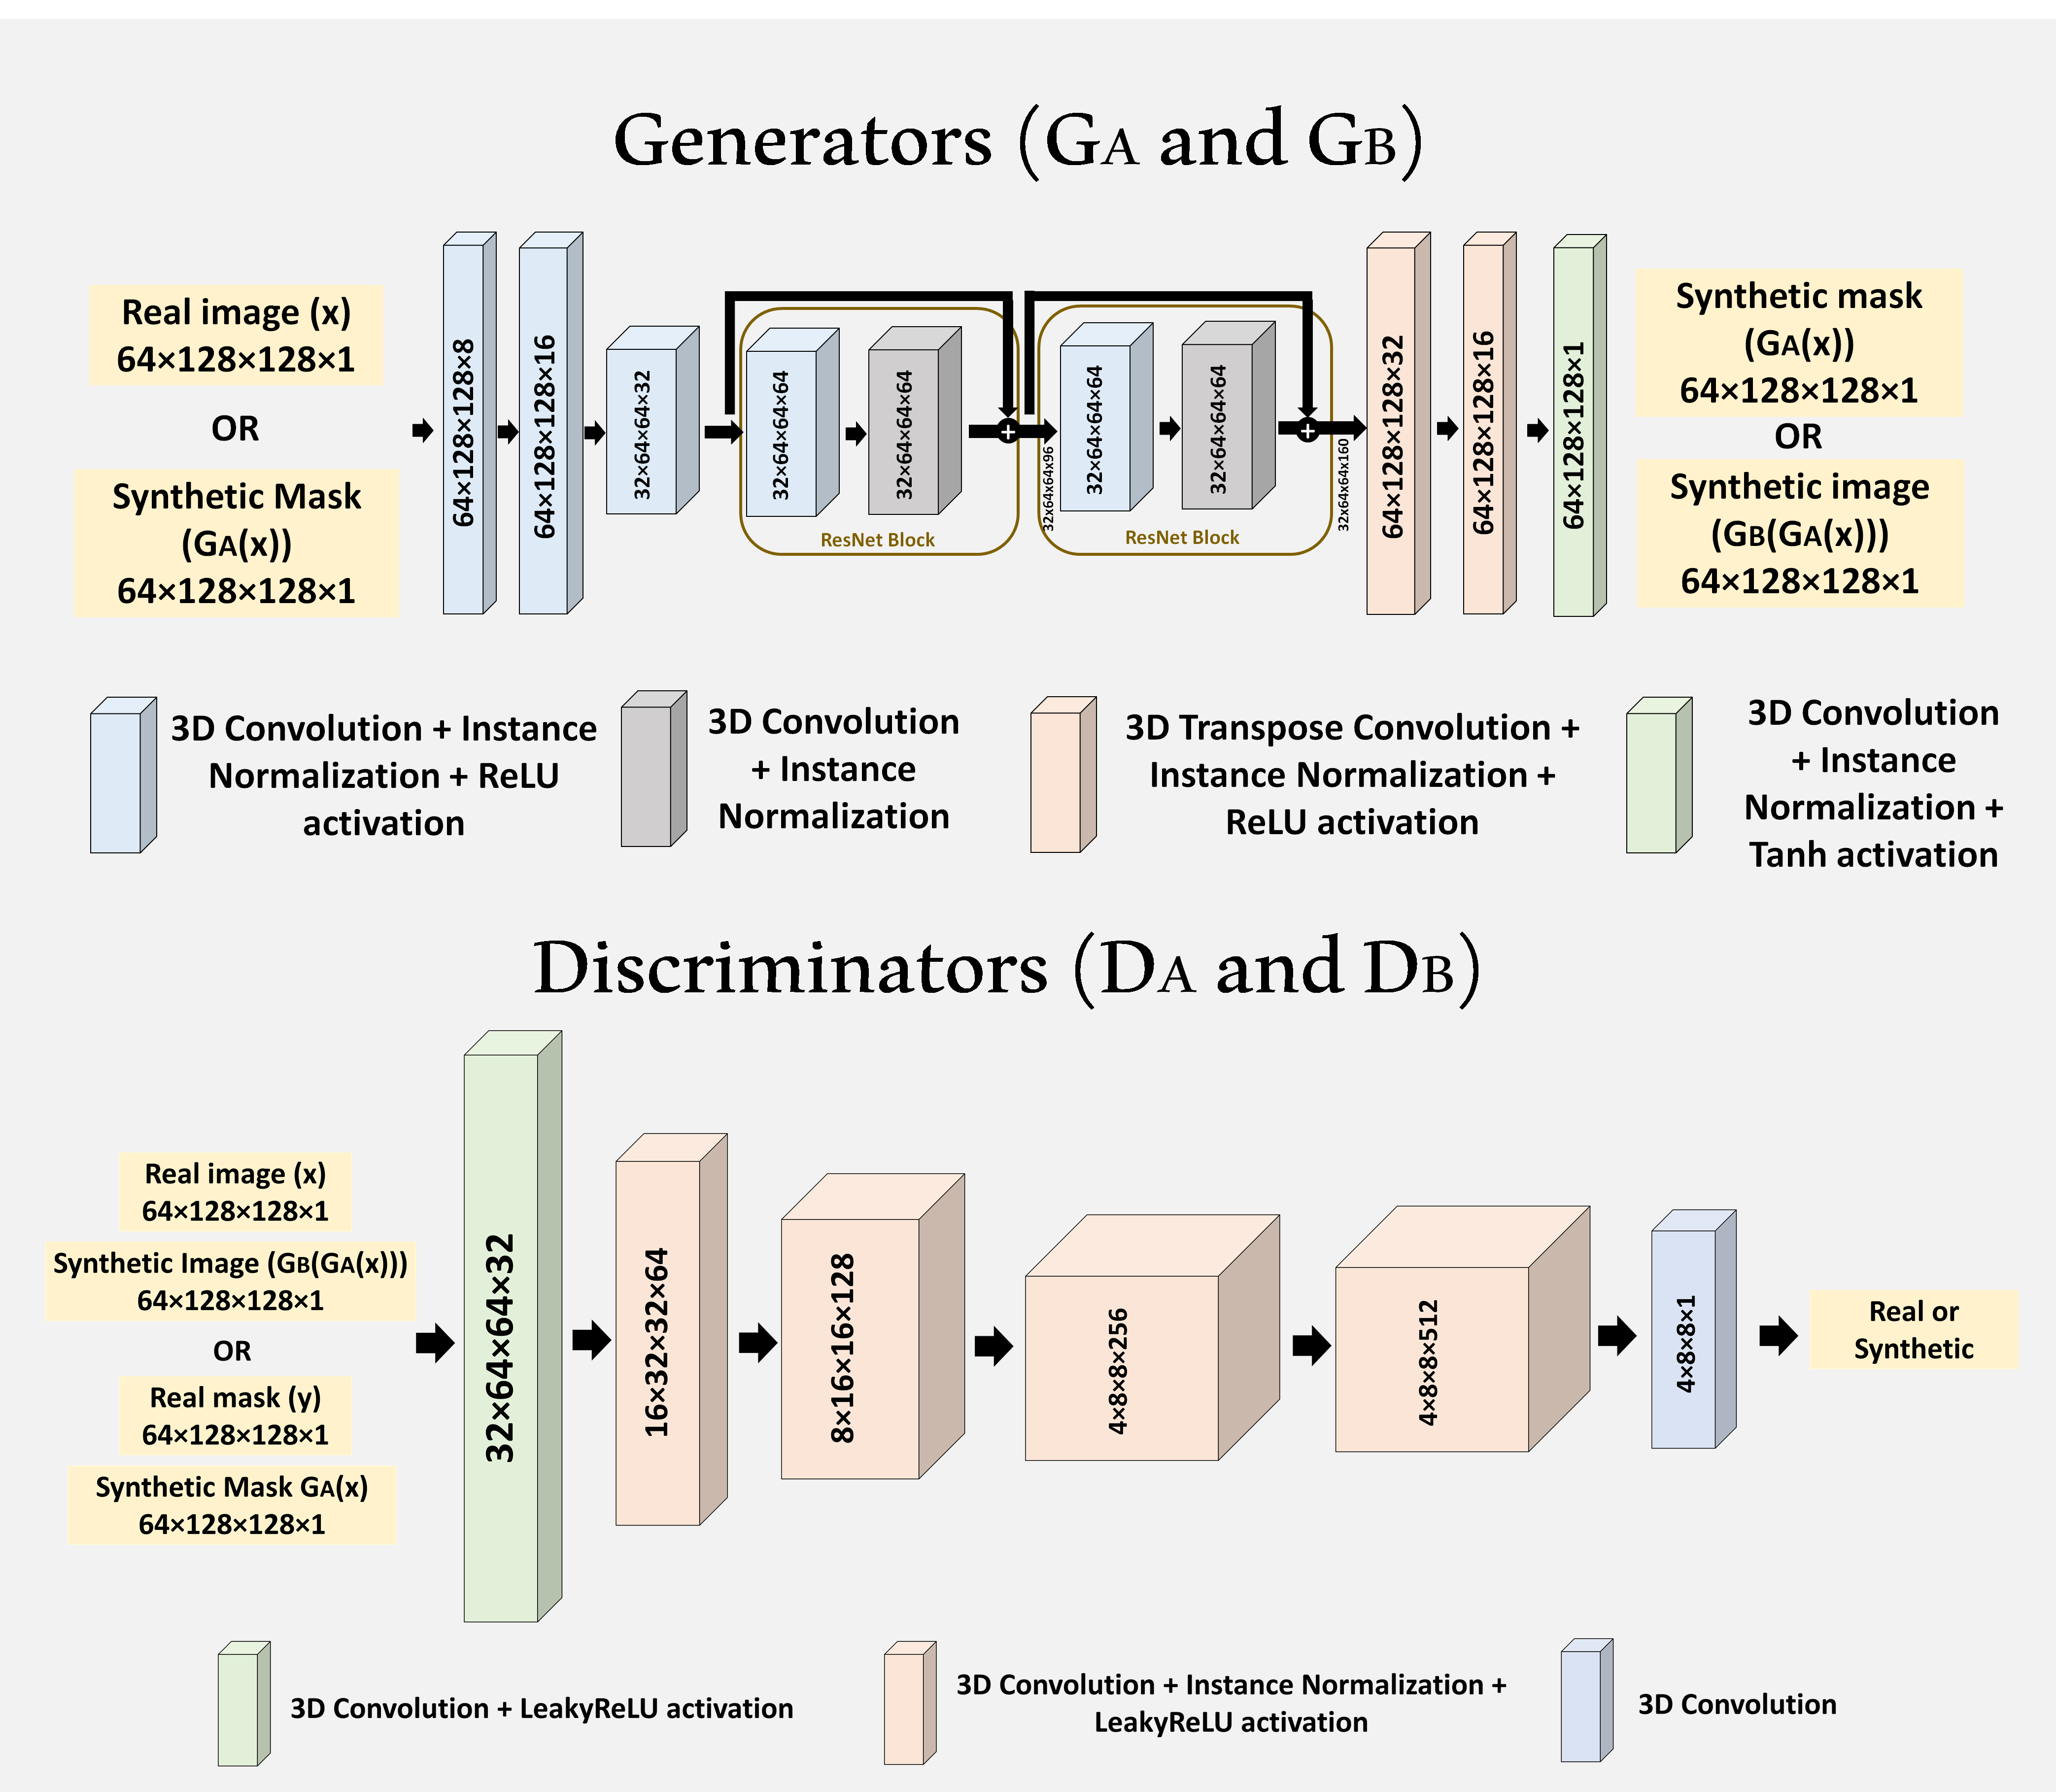 Generators (GA and GB)
Real image (x)
64×128×128×1
OR
Synthetic Mask
(GA(x))
64×128×128×1
64×128×128×8
64×128×128×16
32×64×64×32
32×64×64×64
32×64×64×64
ResNet Block
+
32x64x64x96
32×64×64×64
32×64×64×64
ResNet Block
+
32x64x64x160
64×128×128×32
64×128×128×16
64×128×128×1
Synthetic mask
(GA(x))
64×128×128×1
OR
Synthetic image
(GB(GA(x)))
64×128×128×1
3D Convolution + Instance
Normalization + ReLU
activation
3D Convolution
+ Instance
Normalization
3D Transpose Convolution +
Instance Normalization +
ReLU activation
3D Convolution
+ Instance
Normalization +
Tanh activation
Discriminators (DA and DB)
Real image (x)
64×128×128×1
Synthetic Image (GB(GA(x)))
64×128×128×1
OR
Real mask (y)
64×128×128×1
Synthetic Mask GA(x)
64×128×128×1
32×64×64×32
16×32×32×64
8×16×16×128
4×8×8×256
4×8×8×512
4×8×8×1
Real or
Synthetic
3D Convolution + LeakyReLU activation
3D Convolution + Instance Normalization +
LeakyReLU activation
3D Convolution